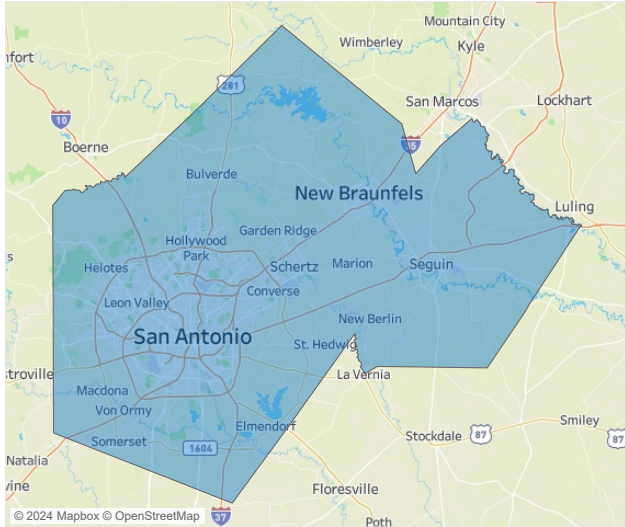 Mountain City
Wimberley
Kyle
nfort
281
San Marcos
Lockhart
10
35
Boerne
Bulverde
New Braunfels
Luling
Garden Ridge
Hollywood
Park
s
Helotes
Schertz
Marion
Seguin
Converse
Leon Valley
New Berlin
San Antonio
St. Hedwig
stroville
La Vernia
Macdona
Von Ormy
Smiley
Elmendorf
Stockdale
87
87
Somerset
1604
Natalia
Floresville
vine
© 2024 Mapbox © OpenStreetMap
37
Poth